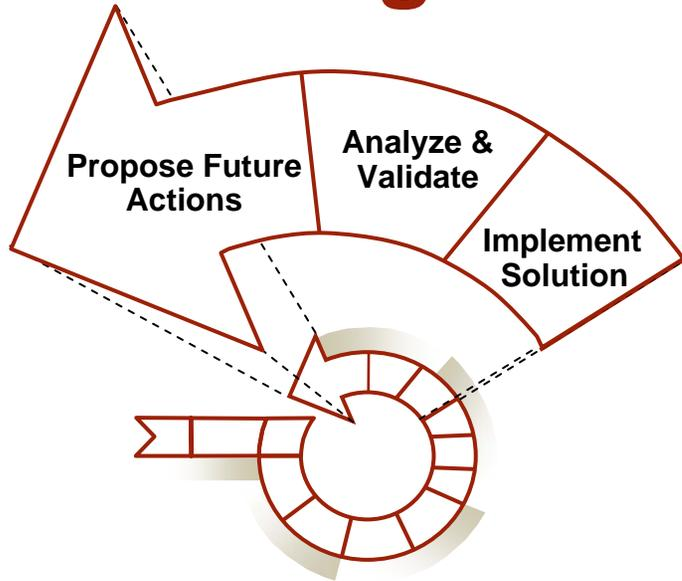 Propose Future
Actions
Analyze &
Validate
Implement
Solution